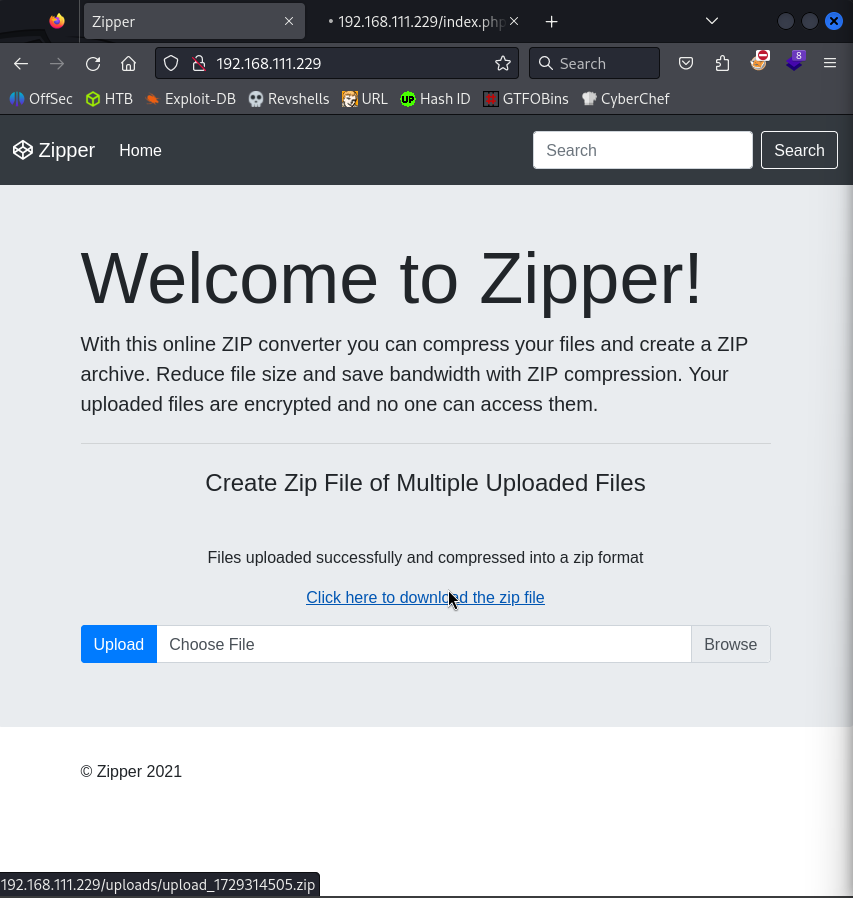 Zipper
192.168.111.229/index.php
192.168.111.229
Search
8
OffSec
HTB
Exploit-DB
Revshells
URL
up
Hash ID
GTFOBins
CyberChef
Zipper
Home
Search
Search
Welcome to Zipper!
With this online ZIP converter you can compress your files and create a ZIP
archive. Reduce file size and save bandwidth with ZIP compression. Your
uploaded files are encrypted and no one can access them.
Create Zip File of Multiple Uploaded Files
Files uploaded successfully and compressed into a zip format
Click here to download the zip file
Upload
Choose File
Browse
© Zipper 2021
192.168.111.229/uploads/upload_1729314505.zip